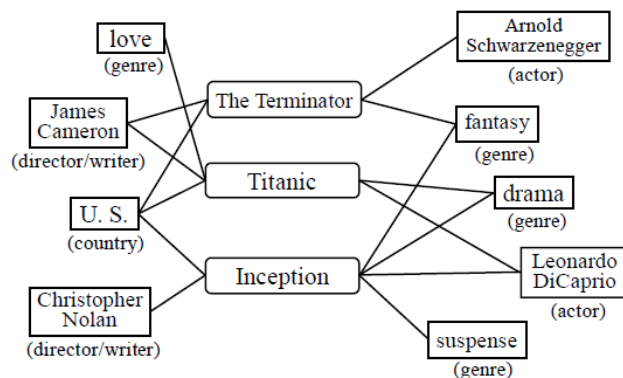 love
(genre)
James
Cameron
(director/writer)
U. S.
(country)
Christopher
Nolan
(director/writer)
The Terminator
Titanic
Inception
Arnold
Schwarzenegger
(actor)
fantasy
(genre)
drama
(genre)
Leonardo
DiCaprio
(actor)
suspense
(genre)